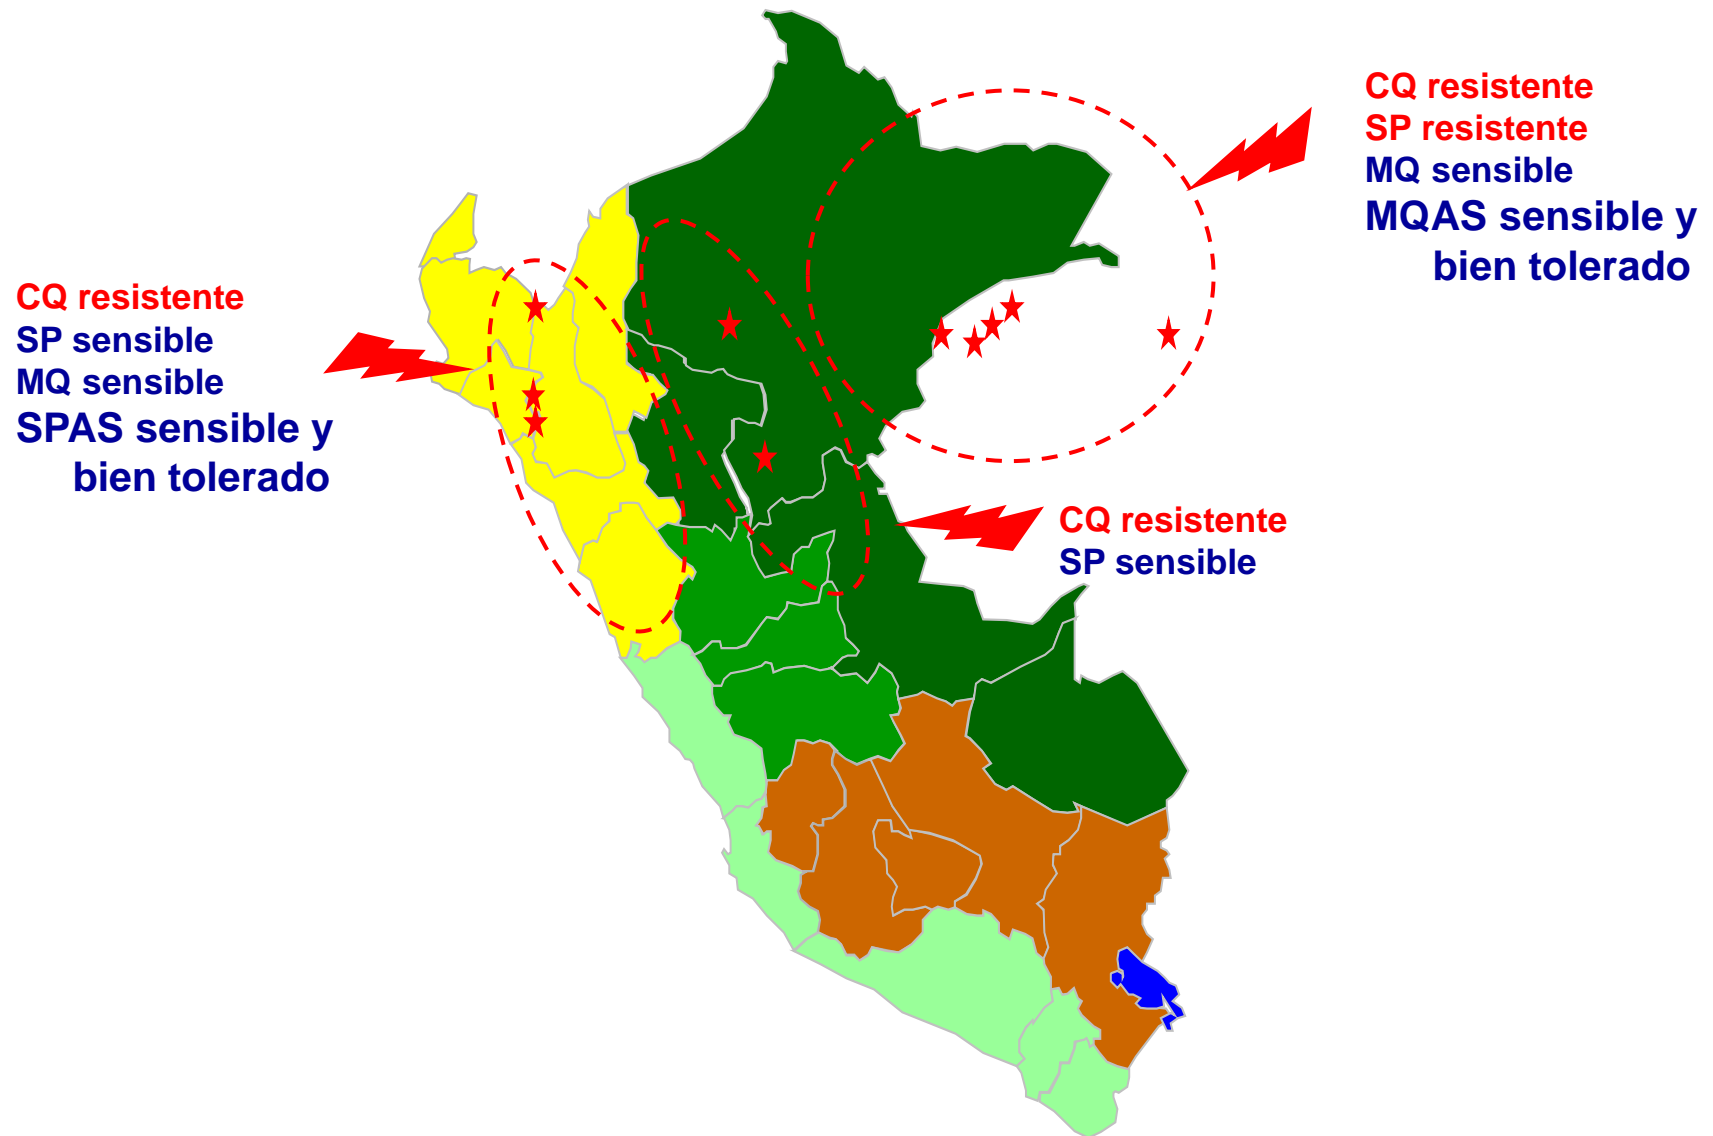 CQ resistente
SP resistente
MQ sensible
MQAS sensible y
bien tolerado
CQ resistente
SP sensible
MQ sensible
SPAS sensible y
bien tolerado
CQ resistente
SP sensible